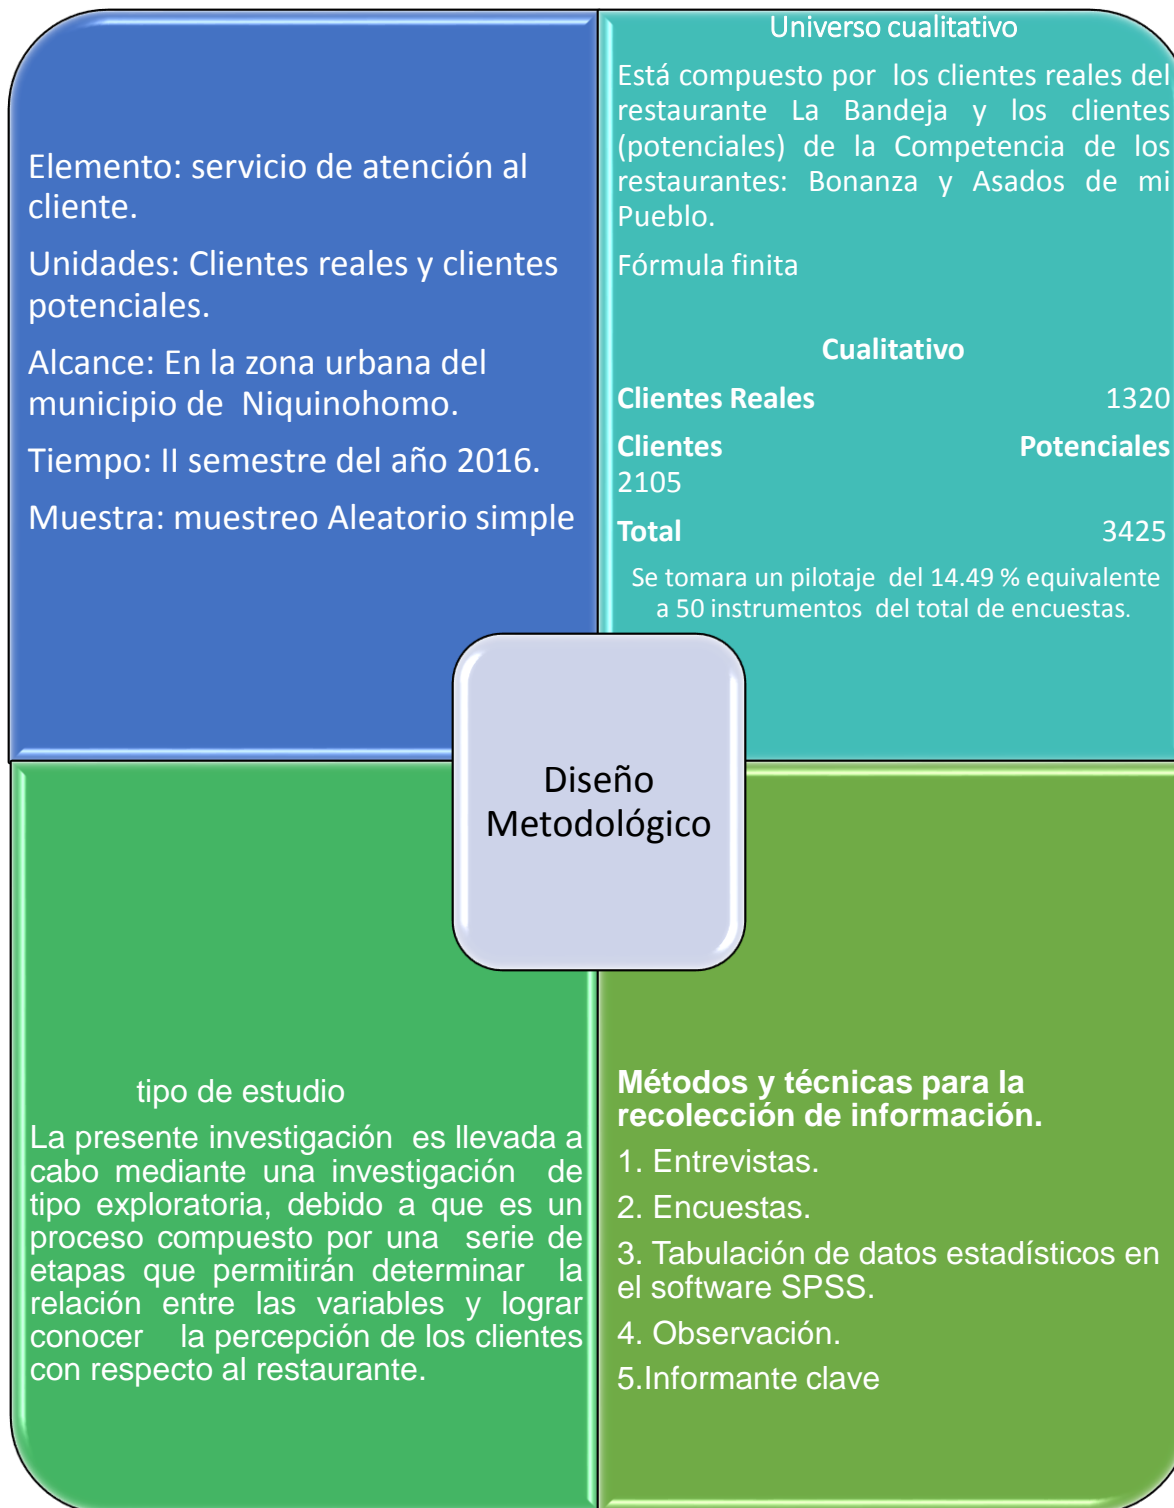 Elemento: servicio de atención al
cliente.
Unidades: Clientes reales y clientes
potenciales.
Alcance: En la zona urbana del
municipio de Niquinohomo.
Tiempo: II semestre del año 2016.
Muestra: muestreo Aleatorio simple
Universo cualitativo
Está compuesto por los clientes reales del
restaurante La Bandeja y los clientes
(potenciales) de la Competencia de los
restaurantes: Bonanza y Asados de mi
Pueblo.
Fórmula finita
Cualitativo
Clientes Reales 1320
Clientes Potenciales
2105
Total 3425
Se tomara un pilotaje del 14.49 % equivalente
a 50 instrumentos del total de encuestas.
Diseño
Metodológico
tipo de estudio
La presente investigación es llevada a
cabo mediante una investigación de
tipo exploratoria, debido a que es un
proceso compuesto por una serie de
etapas que permitirán determinar la
relación entre las variables y lograr
conocer la percepción de los clientes
con respecto al restaurante.
Métodos y técnicas para la
recolección de información.
1. Entrevistas.
2. Encuestas.
3. Tabulación de datos estadísticos en
el software SPSS.
4. Observación.
5.Informante clave